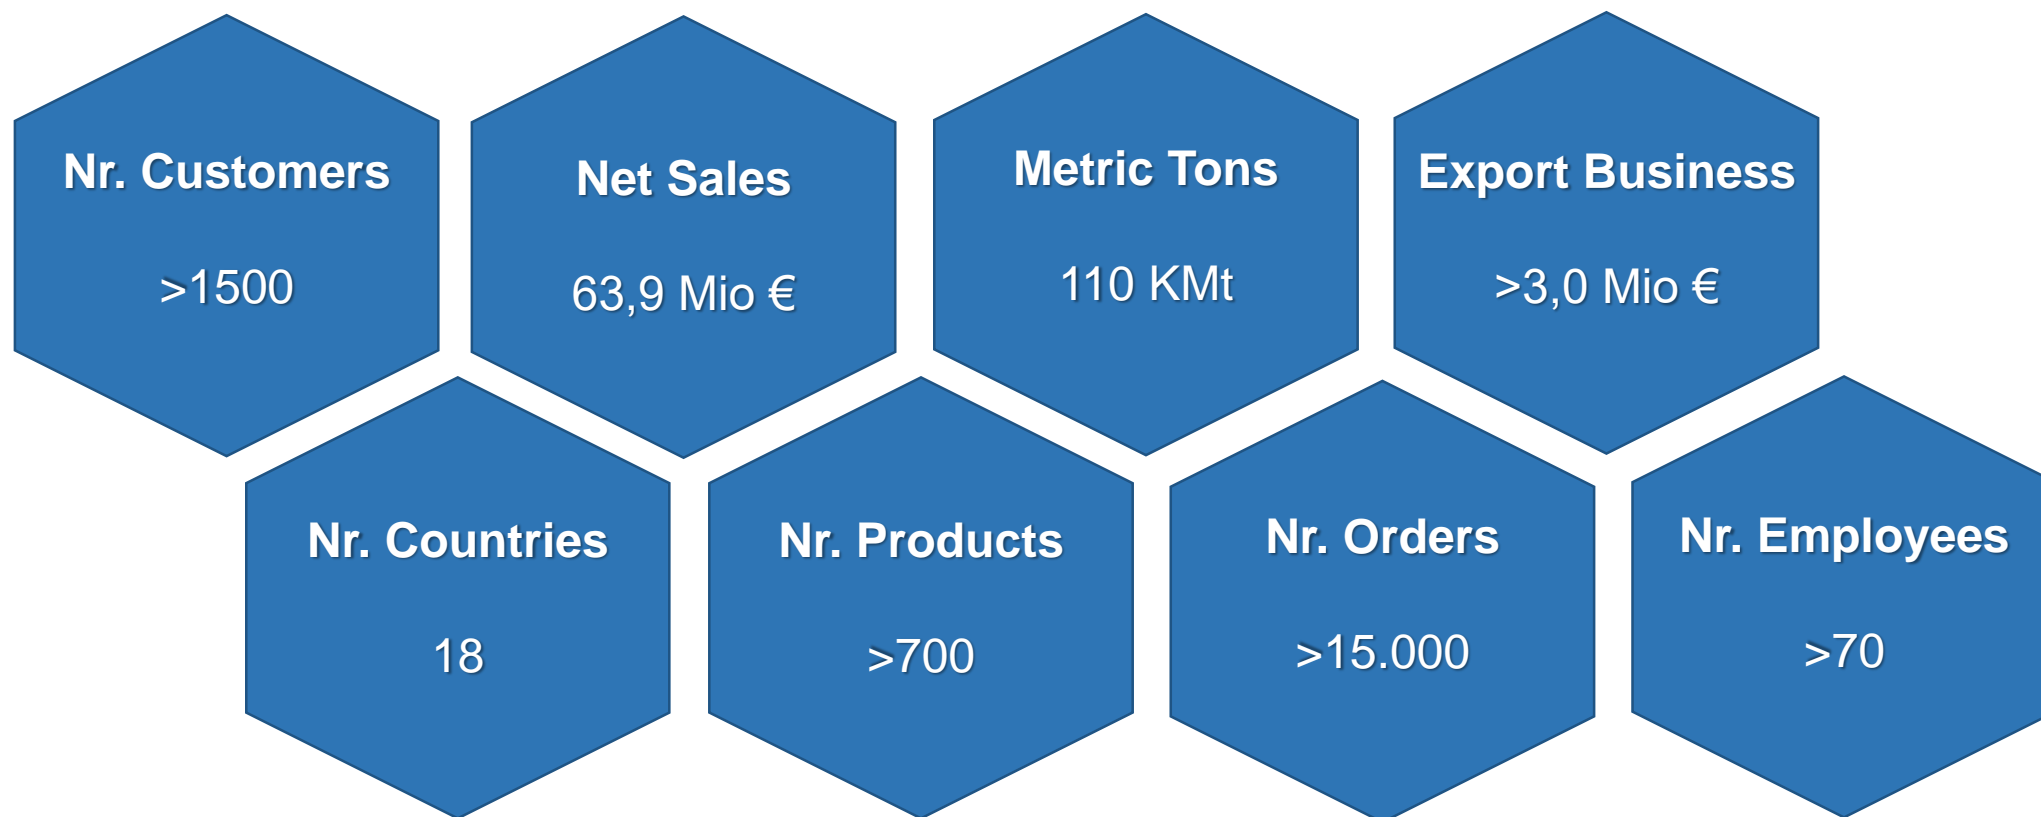 Nr. Customers
>1500
Net Sales
63,9 Mio €
Metric Tons
110 KMt
Export Business
>3,0 Mio €
Nr. Countries
18
Nr. Products
>700
Nr. Orders
>15.000
Nr. Employees
>70